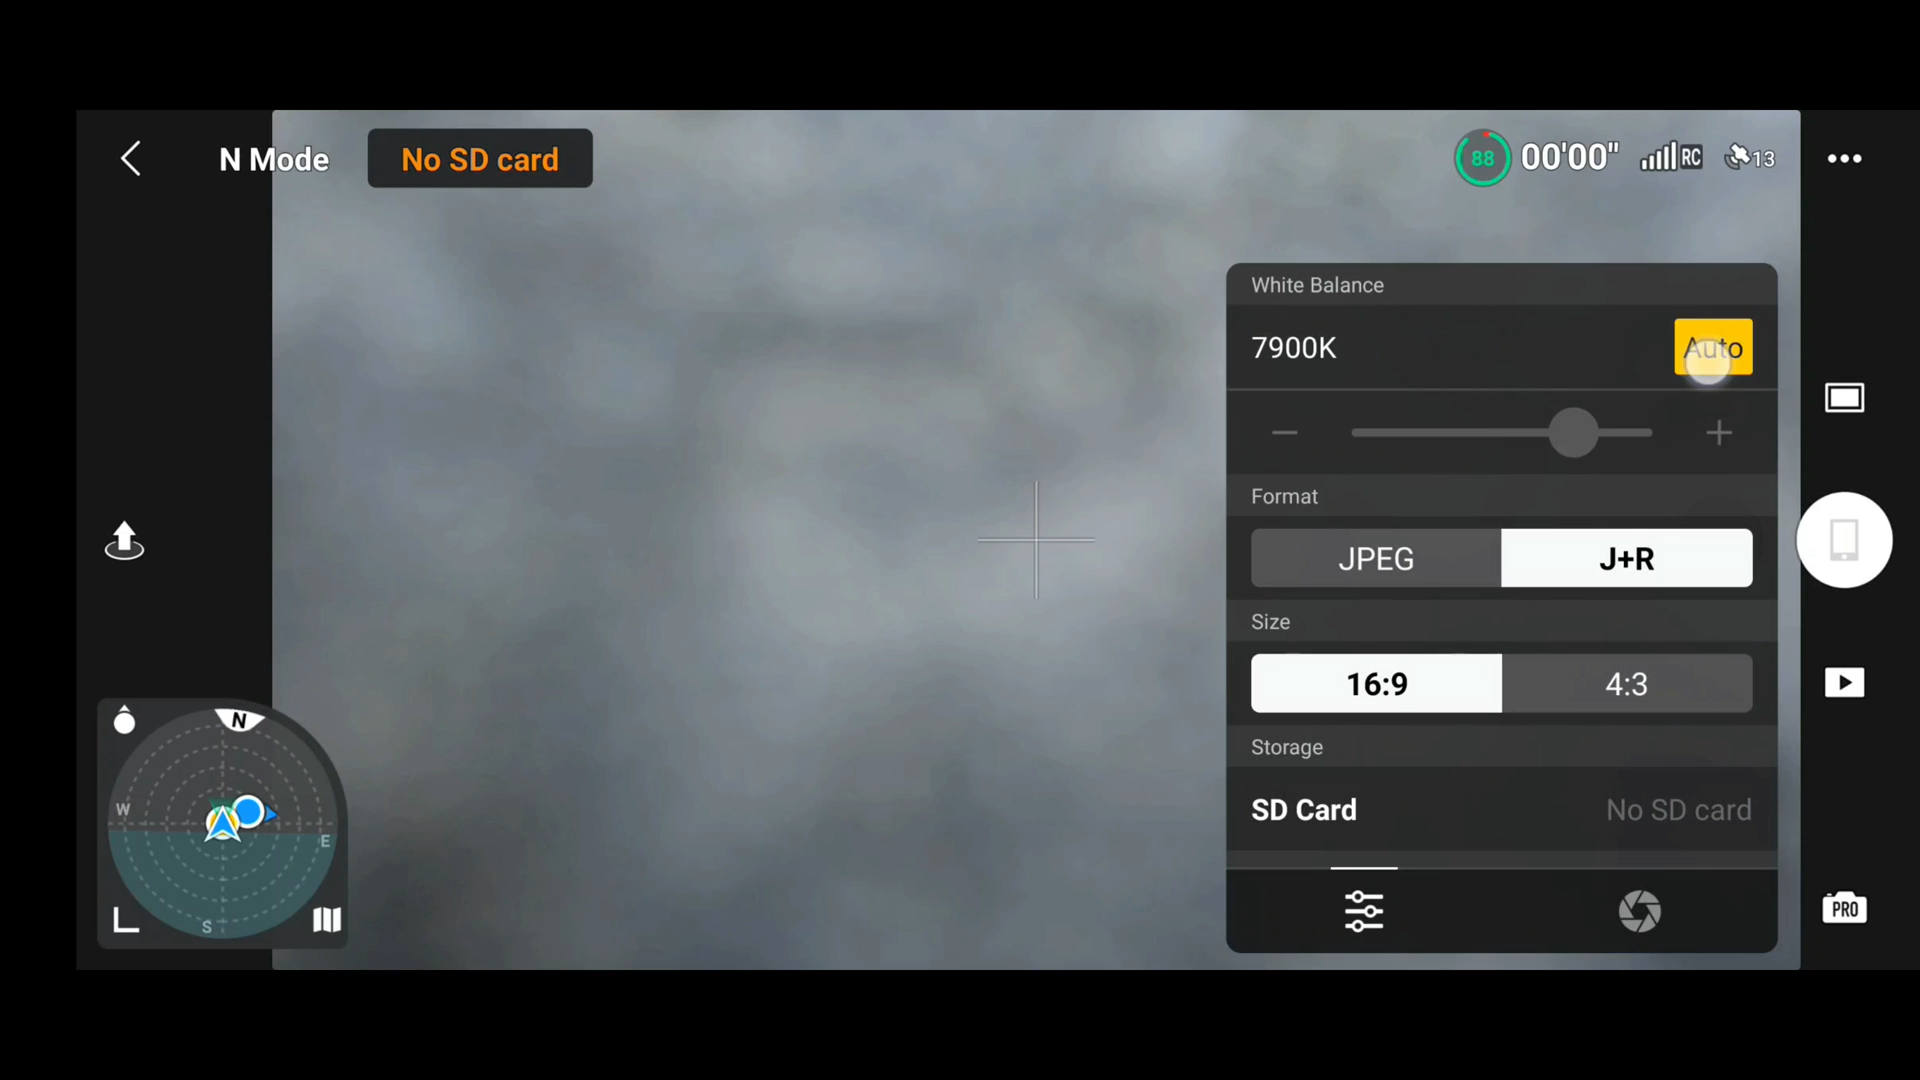 N Mode
No SD card
88
00'00"
RC
13
White Balance
7900K
Auto
Format
JPEG
J+R
Size
16:9
4:3
Storage
SD Card
No SD card
N
W
E
S
PRO